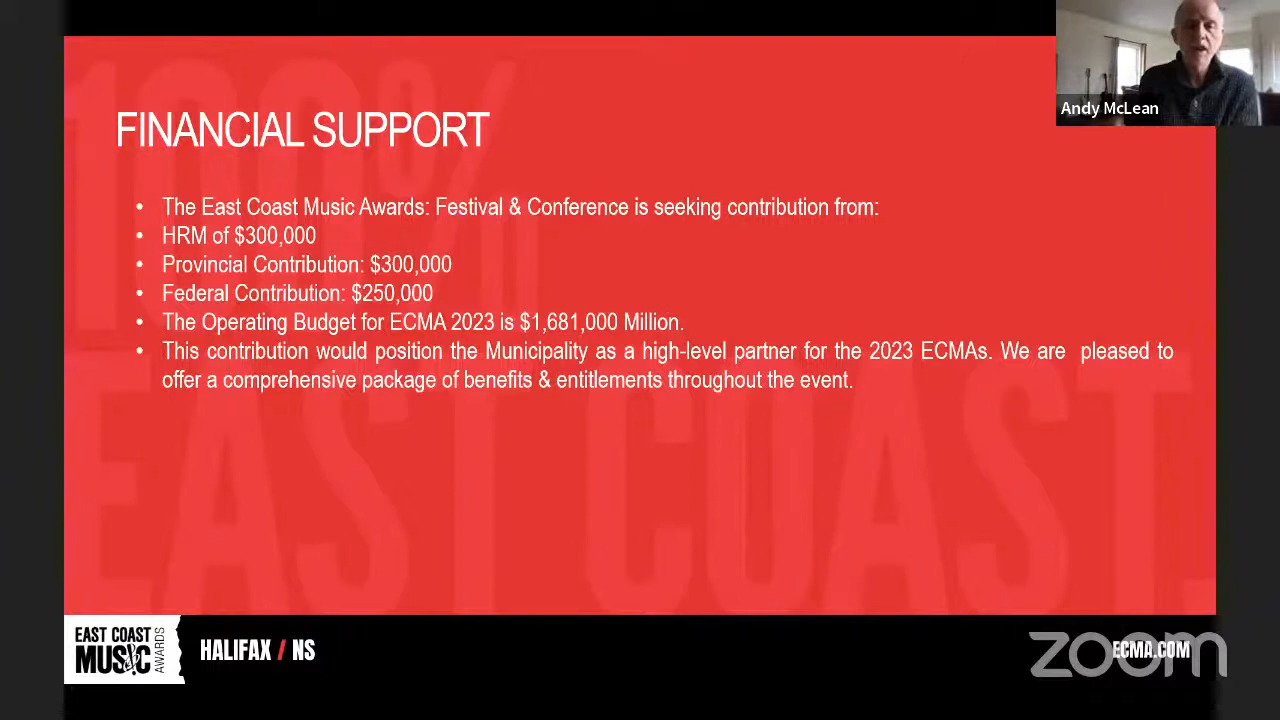 Andy McLean
FINANCIAL SUPPORT
• The East Coast Music Awards: Festival & Conference is seeking contribution from:
• HRM of $300,000
• Provincial Contribution: $300,000
• Federal Contribution: $250,000
• The Operating Budget for ECMA 2023 is $1,681,000 Million.
• This contribution would position the Municipality as a high-level partner for the 2023 ECMAs. We are pleased to
offer a comprehensive package of benefits & entitlements throughout the event.
100%
EAST COAST.
EAST COAST
MUSIC
AWARDS
HALIFAX / NS
ECMA.COM
zoom